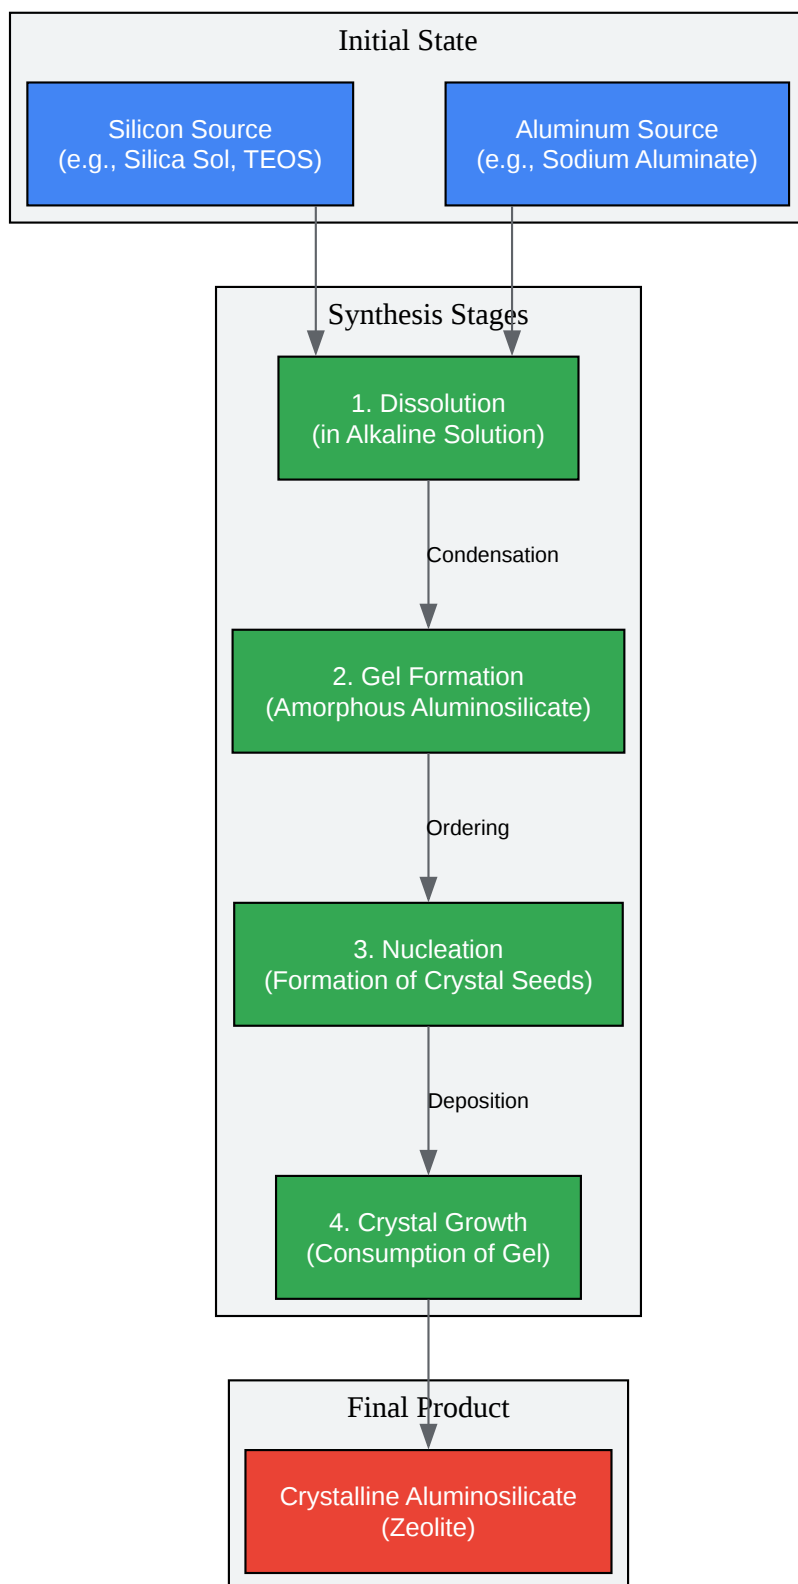 Initial State
Silicon Source
(e.g., Silica Sol, TEOS)
Aluminum Source
(e.g., Sodium Aluminate)
Synthesis Stages
1. Dissolution
(in Alkaline Solution)
Condensation
2. Gel Formation
(Amorphous Aluminosilicate)
Ordering
3. Nucleation
(Formation of Crystal Seeds)
Deposition
4. Crystal Growth
(Consumption of Gel)
Final Product
Crystalline Aluminosilicate
(Zeolite)